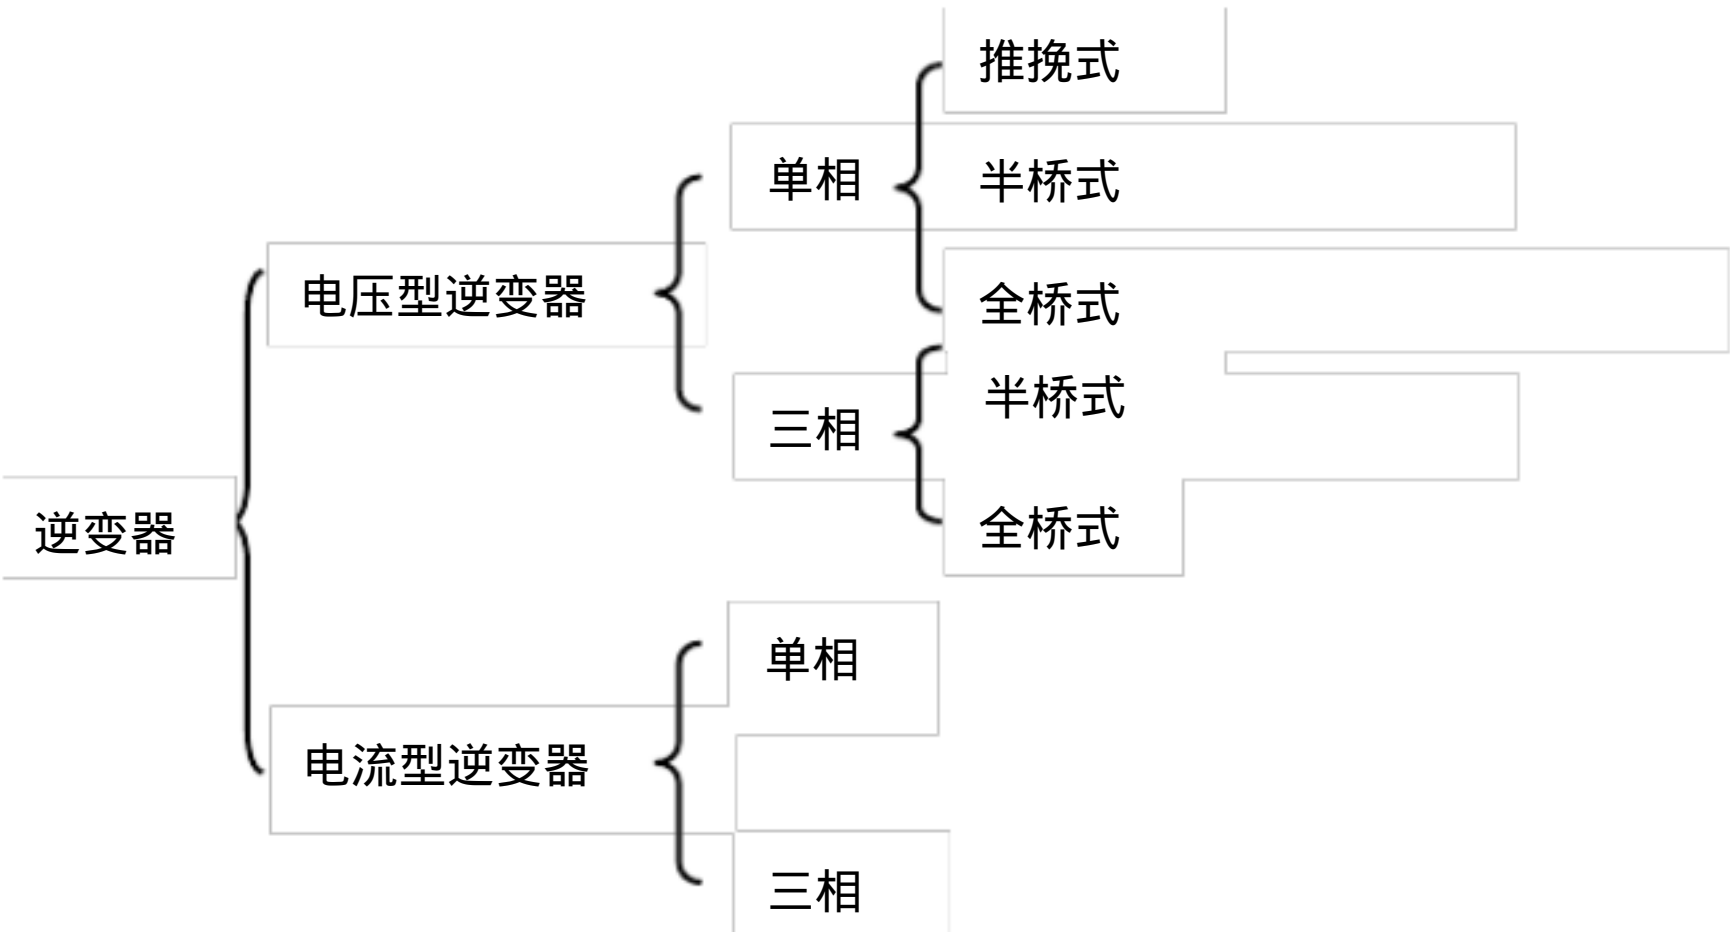 推挽式
单相
半桥式
电压型逆变器
全桥式
三相
半桥式
逆变器
全桥式
单相
电流型逆变器
三相